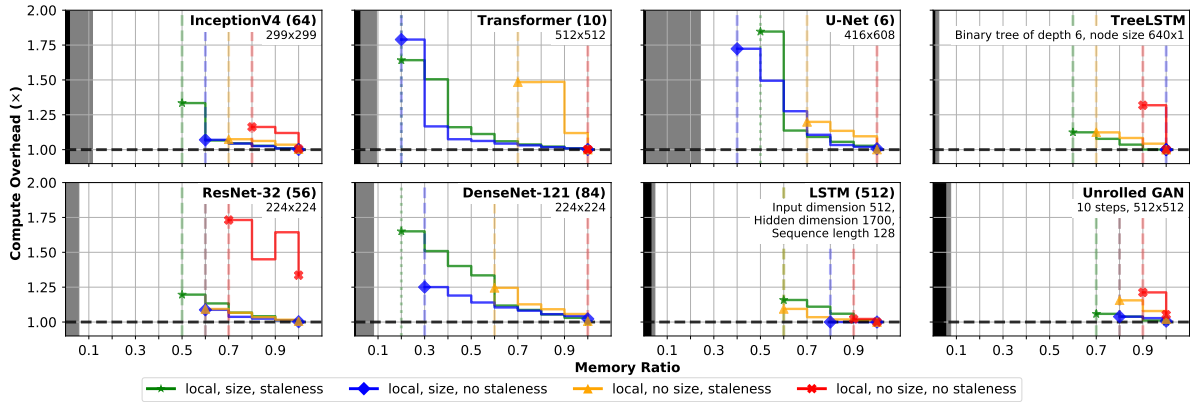 InceptionV4 (64)
299x299
Transformer (10)
512x512
U-Net (6)
416x608
TreeLSTM
Binary tree of depth 6, node size 640x1
2.00
1.75
1.50
1.25
1.00
ResNet-32 (56)
224x224
DenseNet-121 (84)
224x224
LSTM (512)
Input dimension 512,
Hidden dimension 1700,
Sequence length 128
Unrolled GAN
10 steps, 512x512
2.00
1.75
1.50
1.25
1.00
Compute Overhead (×)
0.1 0.3 0.5 0.7 0.9
0.1 0.3 0.5 0.7 0.9
0.1 0.3 0.5 0.7 0.9
0.1 0.3 0.5 0.7 0.9
Memory Ratio
local, size, staleness
local, size, no staleness
local, no size, staleness
local, no size, no staleness